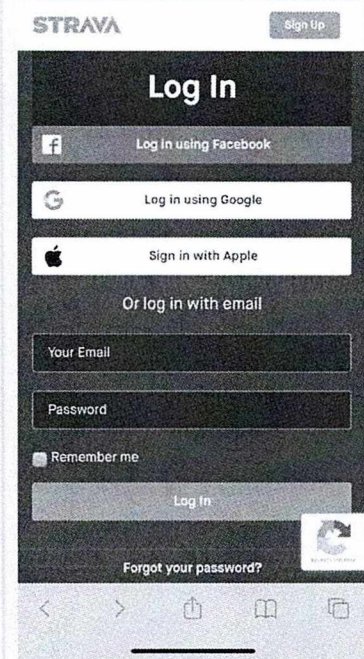 STRAVA
Sign Up
Log In
Log in using Facebook
Log in using Google
Sign in with Apple
Or log in with email
Your Email
Password
Remember me
Log In
Forgot your password?